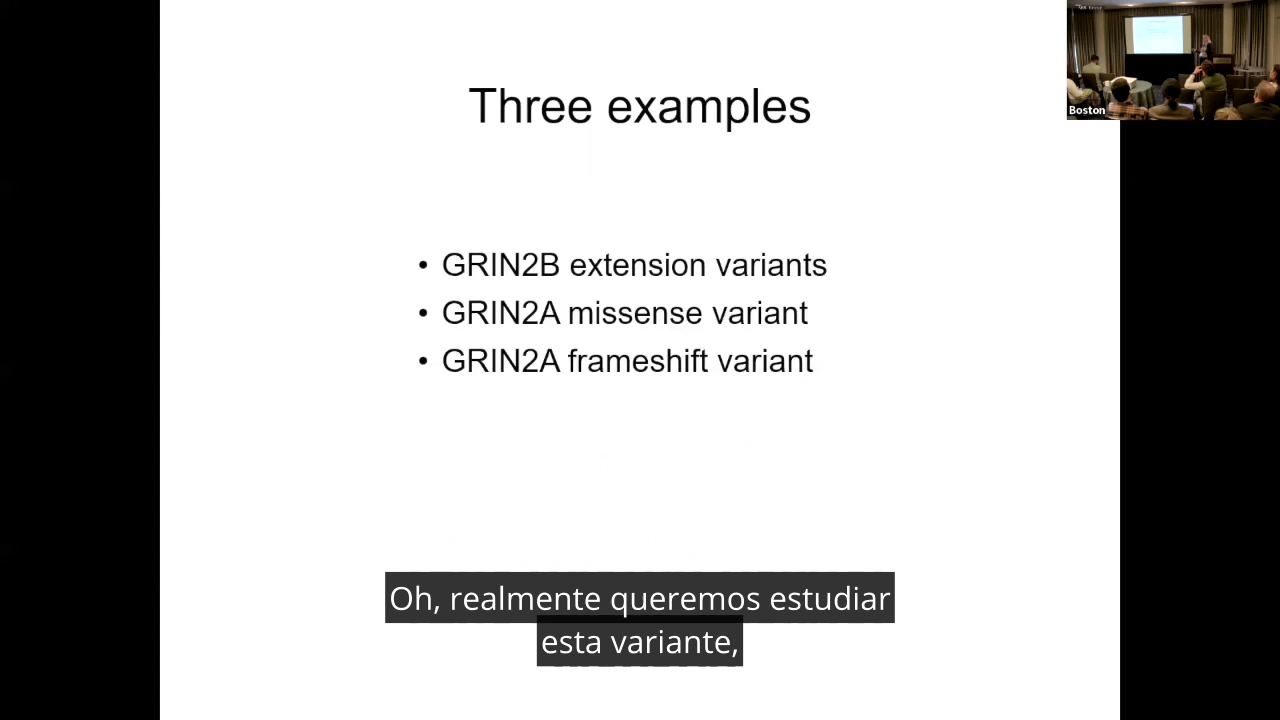 Three examples
• GRIN2B extension variants
• GRIN2A missense variant
• GRIN2A frameshift variant
Boston
Oh, realmente queremos estudiar
esta variante,